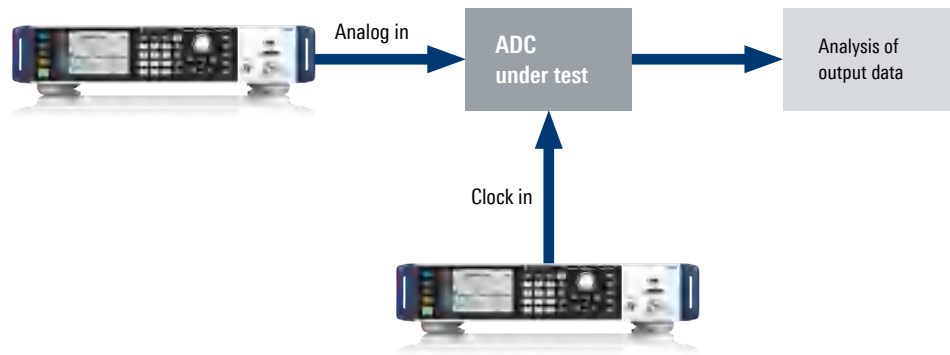 Analog in
ADC
under test
Analysis of
output data
Clock in